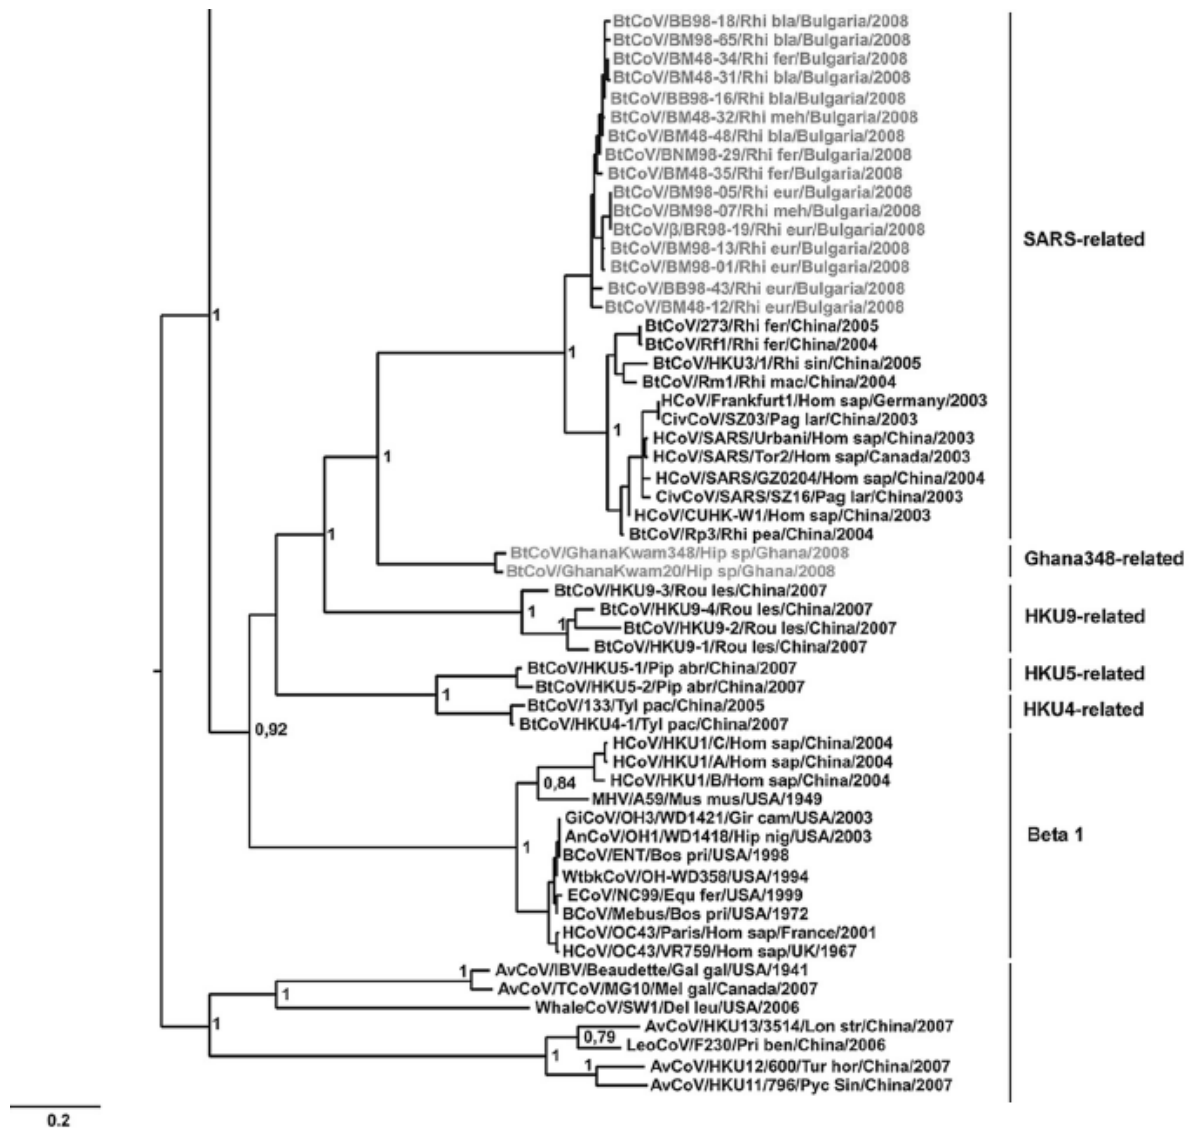 BtCoV/BB98-18/Rhi bla/Bulgaria/2008
BtCoV/BM98-65/Rhi bla/Bulgaria/2008
BtCoV/BM48-34/Rhi fer/Bulgaria/2008
BtCoV/BM48-31/Rhi bla/Bulgaria/2008
BtCoV/BB98-16/Rhi bla/Bulgaria/2008
BtCoV/BM48-32/Rhi meh/Bulgaria/2008
BtCoV/BM48-48/Rhi bla/Bulgaria/2008
BtCoV/BNM98-29/Rhi fer/Bulgaria/2008
BtCoV/BM48-35/Rhi fer/Bulgaria/2008
BtCoV/BM98-05/Rhi eur/Bulgaria/2008
BtCoV/BM98-07/Rhi meh/Bulgaria/2008
BtCoV/β/BR98-19/Rhi eur/Bulgaria/2008
SARS-related
BtCoV/BM98-13/Rhi eur/Bulgaria/2008
BtCoV/BM98-01/Rhi eur/Bulgaria/2008
BtCoV/BB98-43/Rhi eur/Bulgaria/2008
BtCoV/BM48-12/Rhi eur/Bulgaria/2008
1
BtCoV/273/Rhi fer/China/2005
BtCoV/Rf1/Rhi fer/China/2004
1
BtCoV/HKU3/1/Rhi sin/China/2005
BtCoV/Rm1/Rhi mac/China/2004
HCoV/Frankfurt1/Hom sap/Germany/2003
CivCoV/SZ03/Pag lar/China/2003
1
HCoV/SARS/Urbani/Hom sap/China/2003
HCoV/SARS/Tor2/Hom sap/Canada/2003
1
HCoV/SARS/GZ0204/Hom sap/China/2004
CivCoV/SARS/SZ16/Pag lar/China/2003
HCoV/CUHK-W1/Hom sap/China/2003
BtCoV/Rp3/Rhi pea/China/2004
1
BtCoV/GhanaKwam348/Hip sp/Ghana/2008
Ghana348-related
BtCoV/GhanaKwam20/Hip sp/Ghana/2008
BtCoV/HKU9-3/Rou les/China/2007
1
BtCoV/HKU9-4/Rou les/China/2007
HKU9-related
1
BtCoV/HKU9-2/Rou les/China/2007
BtCoV/HKU9-1/Rou les/China/2007
BtCoV/HKU5-1/Pip abr/China/2007
HKU5-related
BtCoV/HKU5-2/Pip abr/China/2007
1
BtCoV/133/Tyl pac/China/2005
HKU4-related
BtCoV/HKU4-1/Tyl pac/China/2007
0,92
HCoV/HKU1/C/Hom sap/China/2004
HCoV/HKU1/A/Hom sap/China/2004
HCoV/HKU1/B/Hom sap/China/2004
0,84
MHV/A59/Mus mus/USA/1949
GiCoV/OH3/WD1421/Gir cam/USA/2003
AnCoV/OH1/WD1418/Hip nig/USA/2003
Beta 1
1
BCoV/ENT/Bos pri/USA/1998
WtbkCoV/OH-WD358/USA/1994
ECoV/NC99/Equ fer/USA/1999
BCoV/Mebus/Bos pri/USA/1972
HCoV/OC43/Paris/Hom sap/France/2001
HCoV/OC43/VR759/Hom sap/UK/1967
1
AvCoV/IBV/Beaudette/Gal gal/USA/1941
AvCoV/TCoV/MG10/Mel gal/Canada/2007
1
WhaleCoV/SW1/Del leu/USA/2006
1
AvCoV/HKU13/3514/Lon str/China/2007
0,79
LeoCoV/F230/Pri ben/China/2006
1
1
AvCoV/HKU12/600/Tur hor/China/2007
AvCoV/HKU11/796/Pyc Sin/China/2007
0.2